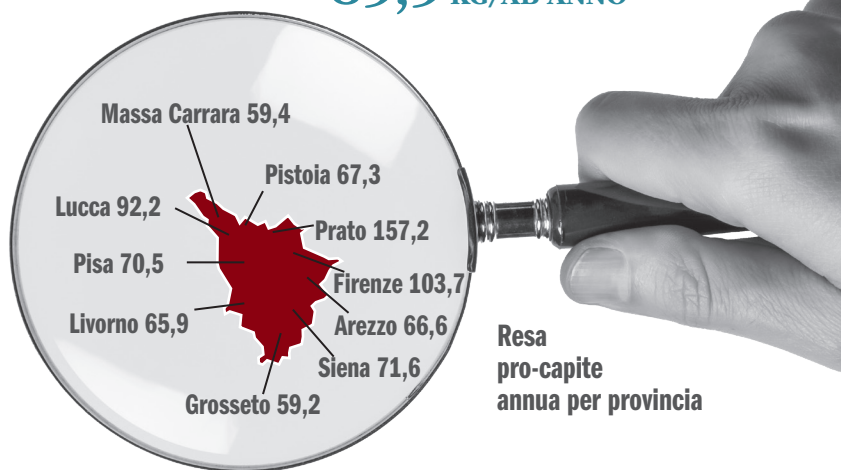 KG/AB ANNO
Massa Carrara 59,4
Pistoia 67,3
Lucca 92,2
Prato 157,2
Pisa 70,5
Firenze 103,7
Livorno 65,9
Arezzo 66,6
Siena 71,6
Grosseto 59,2
Resa
pro-capite
annua per provincia